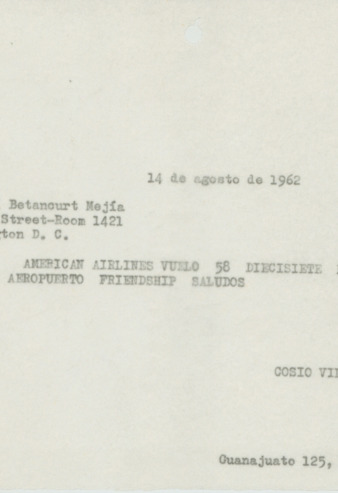 14 de agosto de 1962
Betancourt Mejía
Street-Room 1421
ton D. C.
AMERICAN AIRLINES VUELO 58 DIECISIETE
AEROPUERTO FRIENDSHIP SALUDOS
COSIO VI
Guanajuato 125,